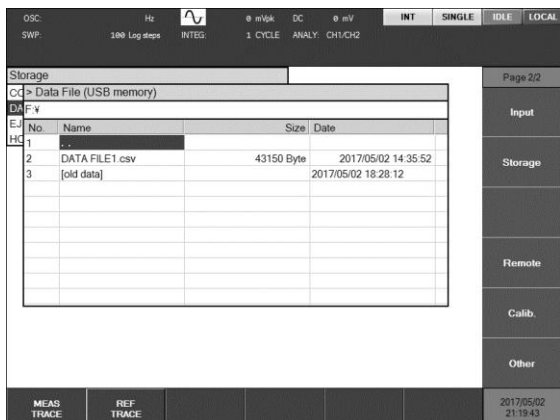 OSC: Hz 0 mVpk DC 0 mV INT SINGLE IDLE LOCAL
SWP: 100 Log steps INTEG: 1 CYCLE ANALY: CH1/CH2
Storage Page 2/2
> Data File (USB memory)
DA F:¥ Input
EJ No. Name Size Date
1 ..
2 DATA FILE1.csv 43150 Byte 2017/05/02 14:35:52
Storage
3 [old data] 2017/05/02 18:28:12
Remote
Calib.
Other
MEAS TRACE
REF TRACE
2017/05/02
21:19:43